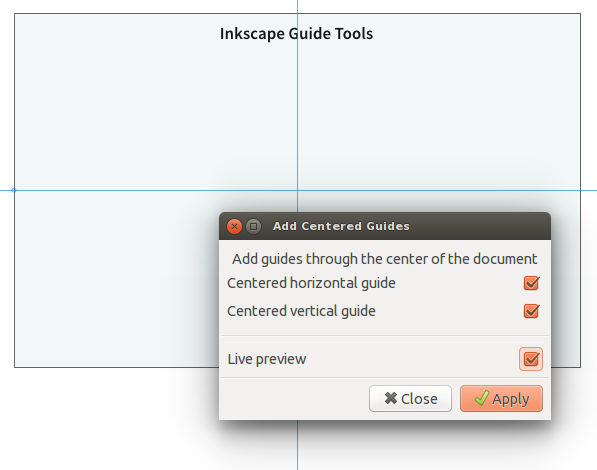 Inkscape Guide Tools
Add Centered Guides
Add guides through the center of the document
Centered horizontal guide
Centered vertical guide
Live preview
Close
Apply